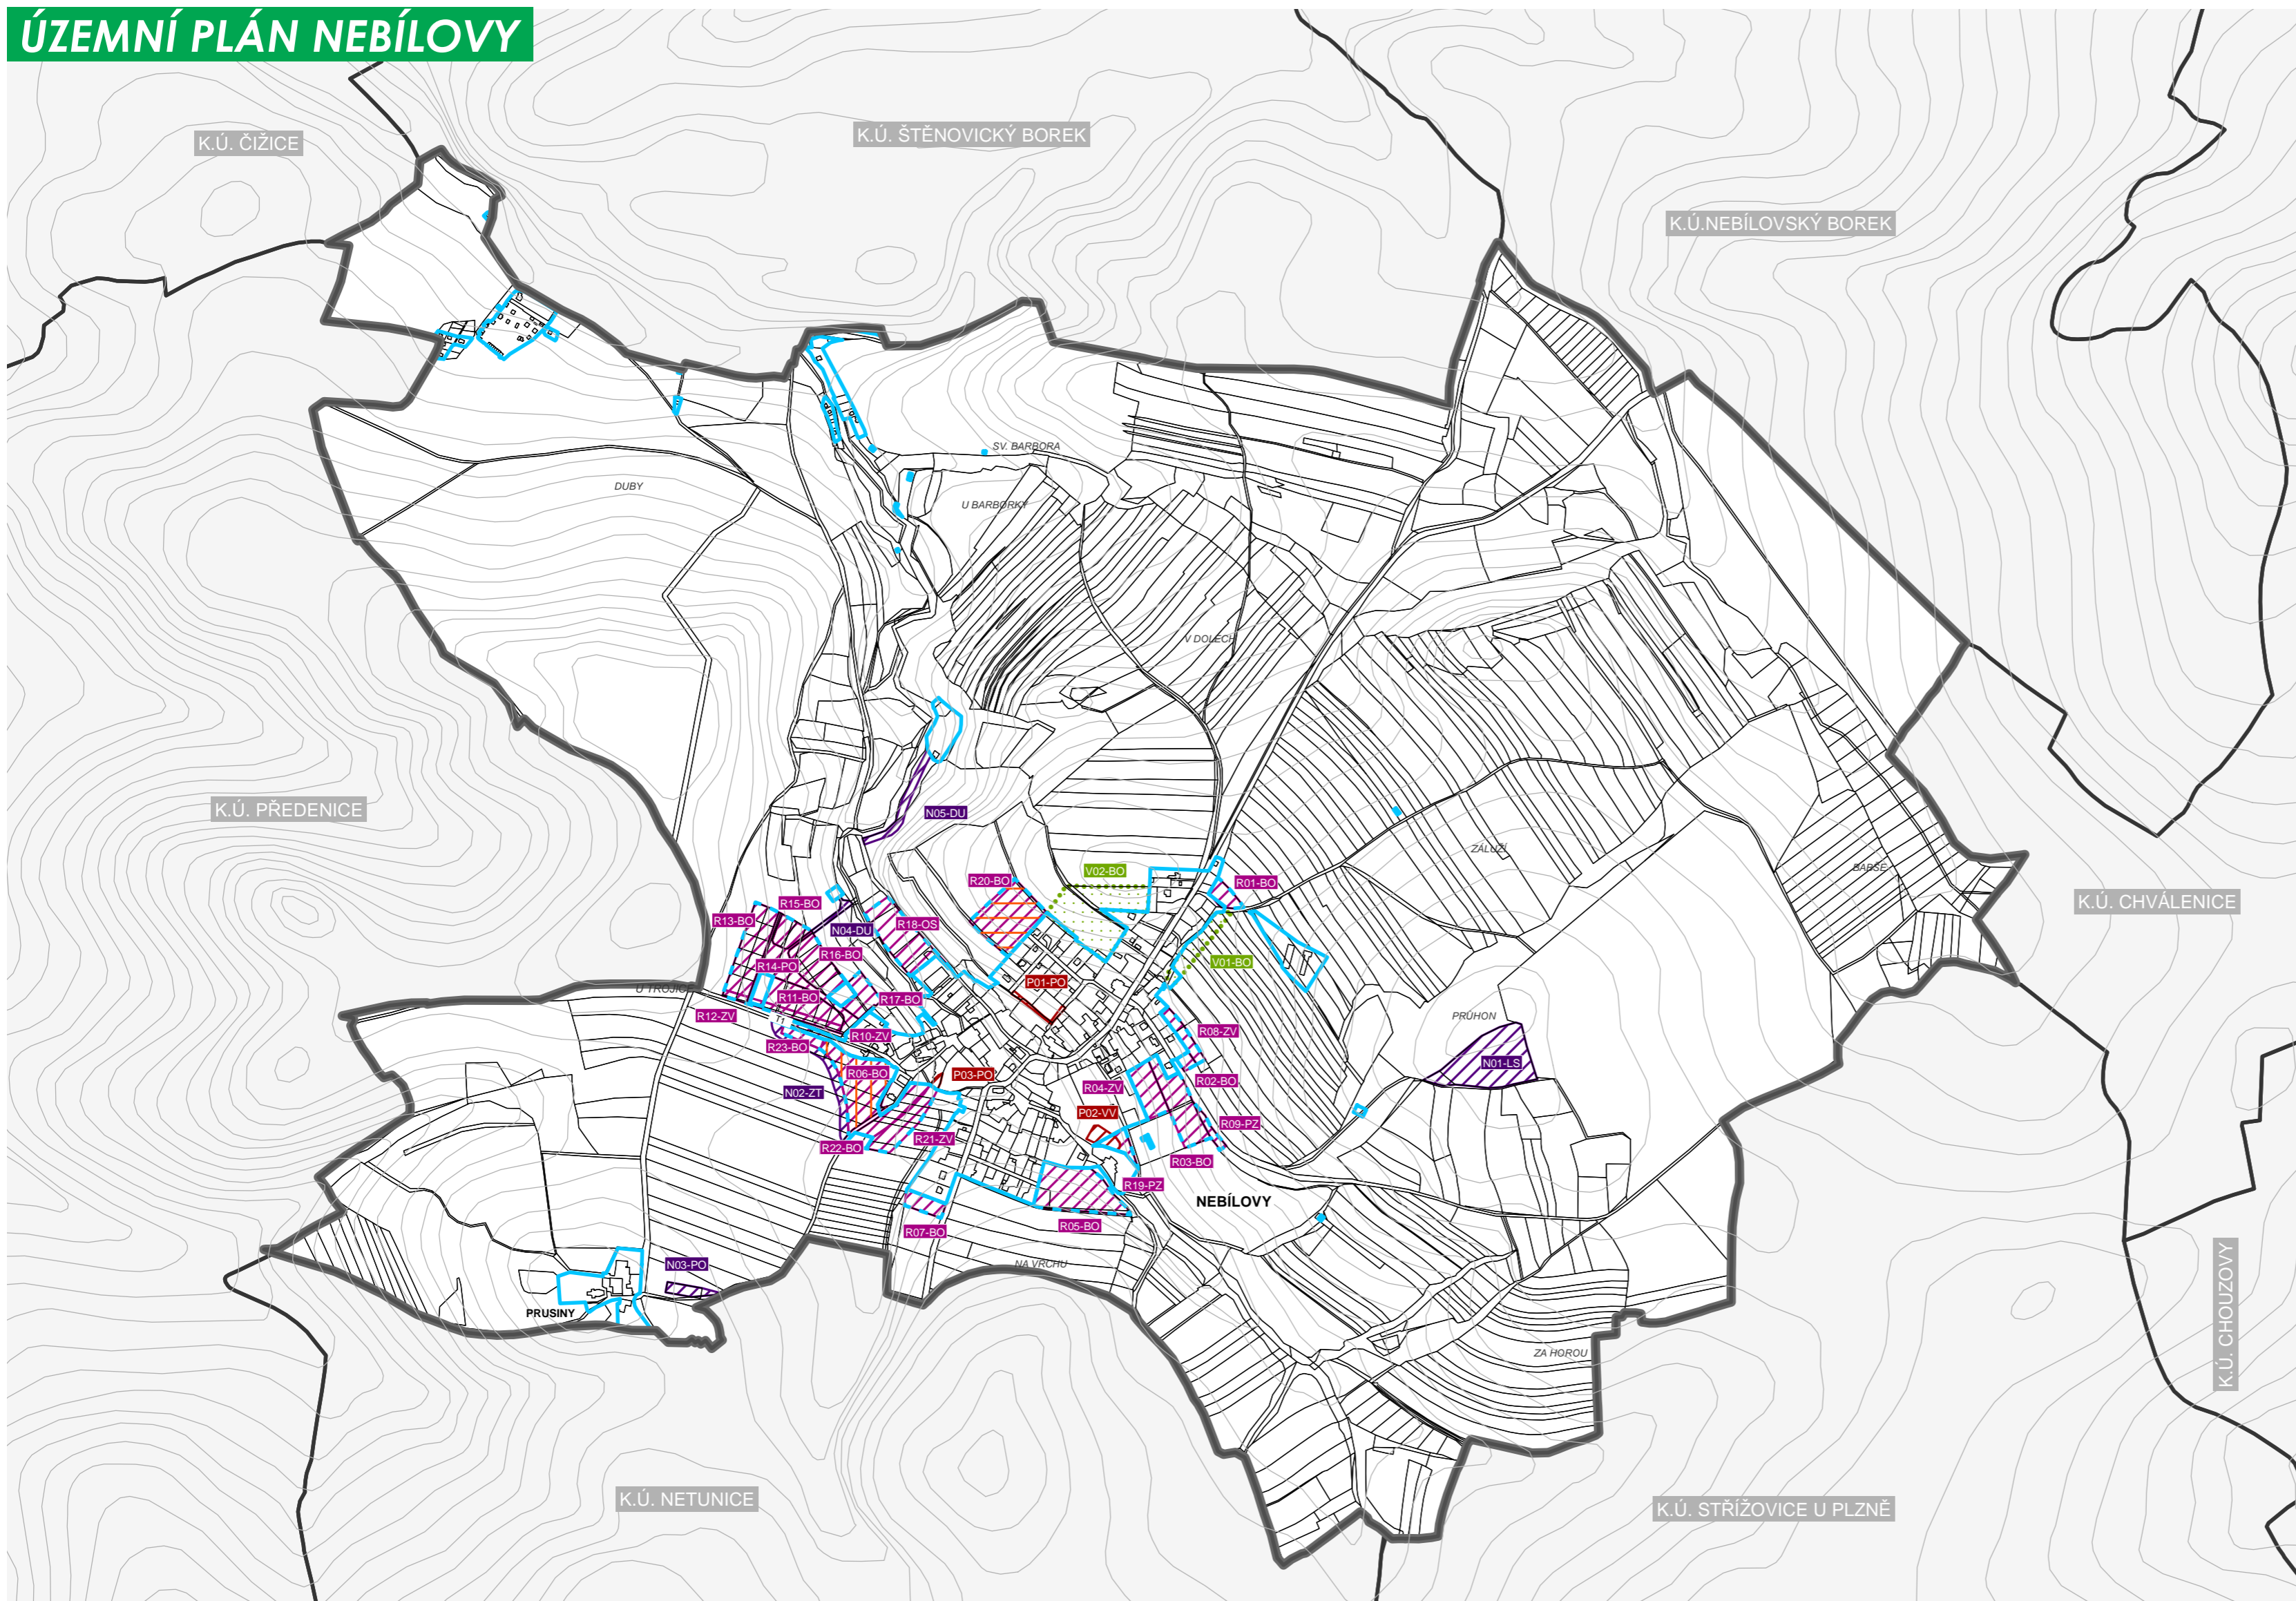 ÚZEMNÍ PLÁN NEBÍLOVY
K.Ú. ČIŽICE
K.Ú. ŠTĚNOVICKÝ BOREK
K.Ú.NEBÍLOVSKÝ BOREK
SV. BARBORA
DUBY
U BARBORKY
V DOLECH
K.Ú. PŘEDENICE
N05-DU
ZÁLUŽÍ
BABŠE
V02-BO
R20-BO
R01-BO
K.Ú. CHVÁLENICE
R15-BO
R13-BO
R18-OS
N04-DU
R16-BO
V01-BO
R14-PO
P01-PO
U TROJICE
R11-BO
R17-BO
R12-ZV
T1
PRŮHON
R08-ZV
R10-ZV
R23-BO
N01-LS
R06-BO
P03-PO
R02-BO
R04-ZV
N02-ZT
P02-VV
R09-PZ
R21-ZV
R22-BO
R03-BO
R19-PZ
NEBÍLOVY
R05-BO
R07-BO
N03-PO
NA VRCHU
PRUSINY
K.Ú. CHOUZOVY
ZA HOROU
K.Ú. NETUNICE
K.Ú. STŘÍŽOVICE U PLZNĚ